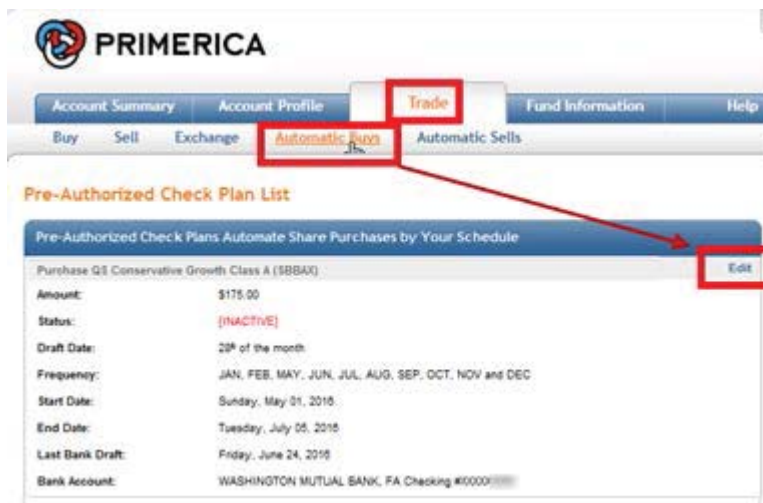 PRIMERICA
Account Summary Account Profile Trade Fund Information Help
Buy Sell Exchange Automatic Buys Automatic Sells
Pre-Authorized Check Plan List
Pre-Authorized Check Plans Automate Share Purchases by Your Schedule
Purchase QS Conservative Growth Class A (SBBAX) Edit
Amount: $175.00
Status: [INACTIVE]
Draft Date: of the month
Frequency: JAN, FEB, MAY, JUN, JUL, AUG, SEP, OCT, NOV and DEC
Start Date: Sunday, May 01, 2016
End Date: Tuesday, July 05, 2016
Last Bank Draft: Friday, June 24, 2016
Bank Account: WASHINGTON MUTUAL BANK, FA Checking